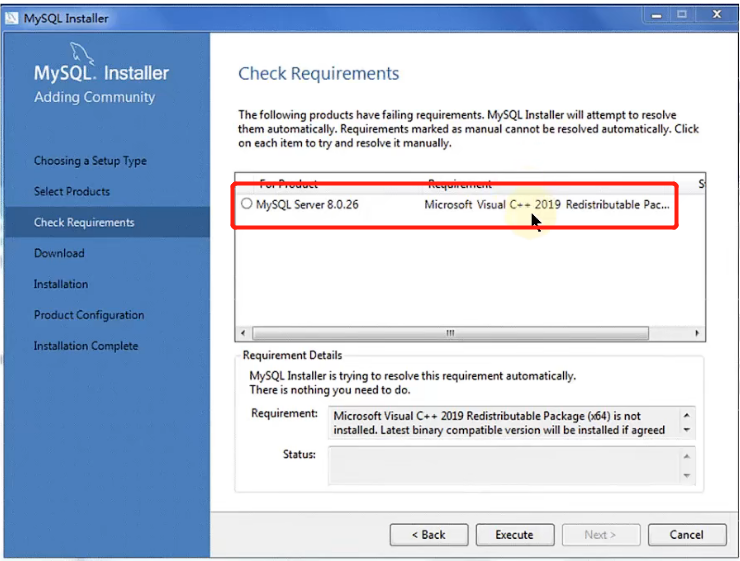 MySQL Installer
MySQL. Installer
Adding Community
Choosing a Setup Type
Select Products
Check Requirements
Download
Installation
Product Configuration
Installation Complete
Check Requirements
The following products have failing requirements. MySQL Installer will attempt to resolve
them automatically. Requirements marked as manual cannot be resolved automatically. Click
on each item to try and resolve it manually.
For Product Requirement S
MySQL Server 8.0.26 Microsoft Visual C++ 2019 Redistributable Pac...
Requirement Details
MySQL Installer is trying to resolve this requirement automatically.
There is nothing you need to do.
Requirement: Microsoft Visual C++ 2019 Redistributable Package (x64) is not
installed. Latest binary compatible version will be installed if agreed
Status:
< Back Execute Next > Cancel